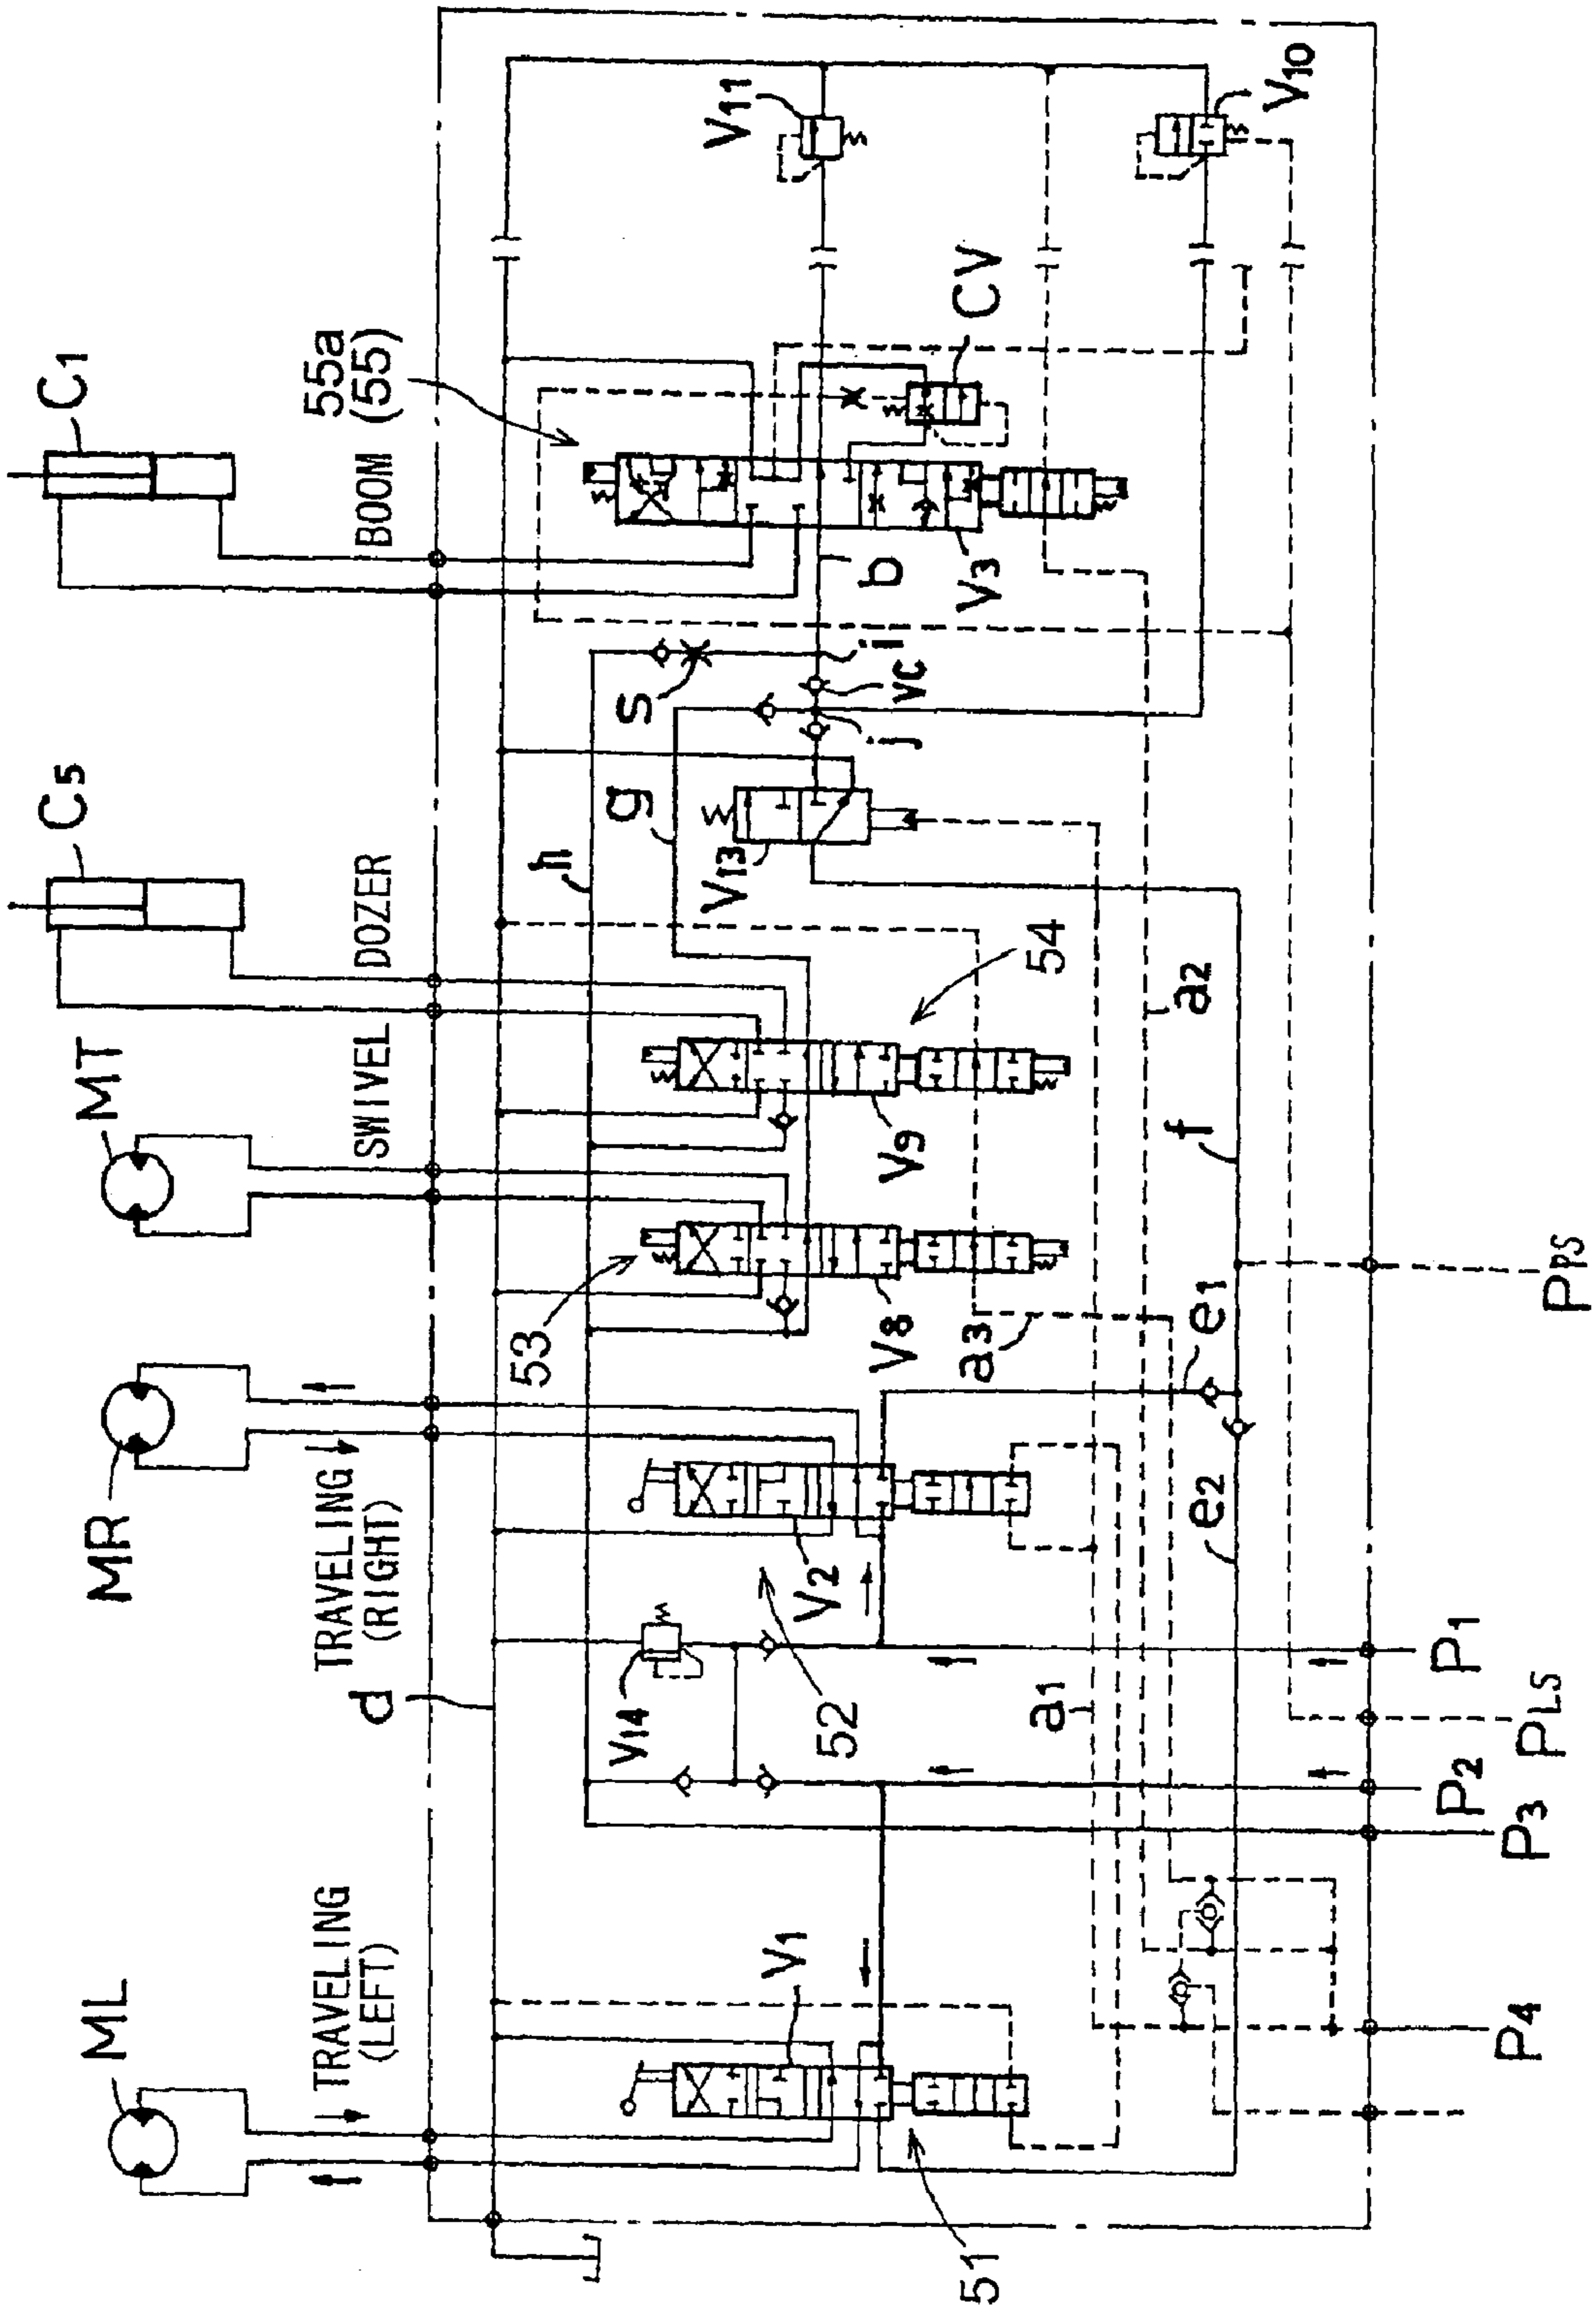 C1
55a
(55)
BOOM
V11
V10
CV
V3
b
i
VC
j
S
g
h
V13
C5
DOZER
54
MT
SWIVEL
V9
a2
f
53
V8
a3
e1
PPS
MR
TRAVELING
(RIGHT)
d
V14
V2
52
e2
a1
P1
PLS
P2
P3
ML
TRAVELING
(LEFT)
V1
51
P4